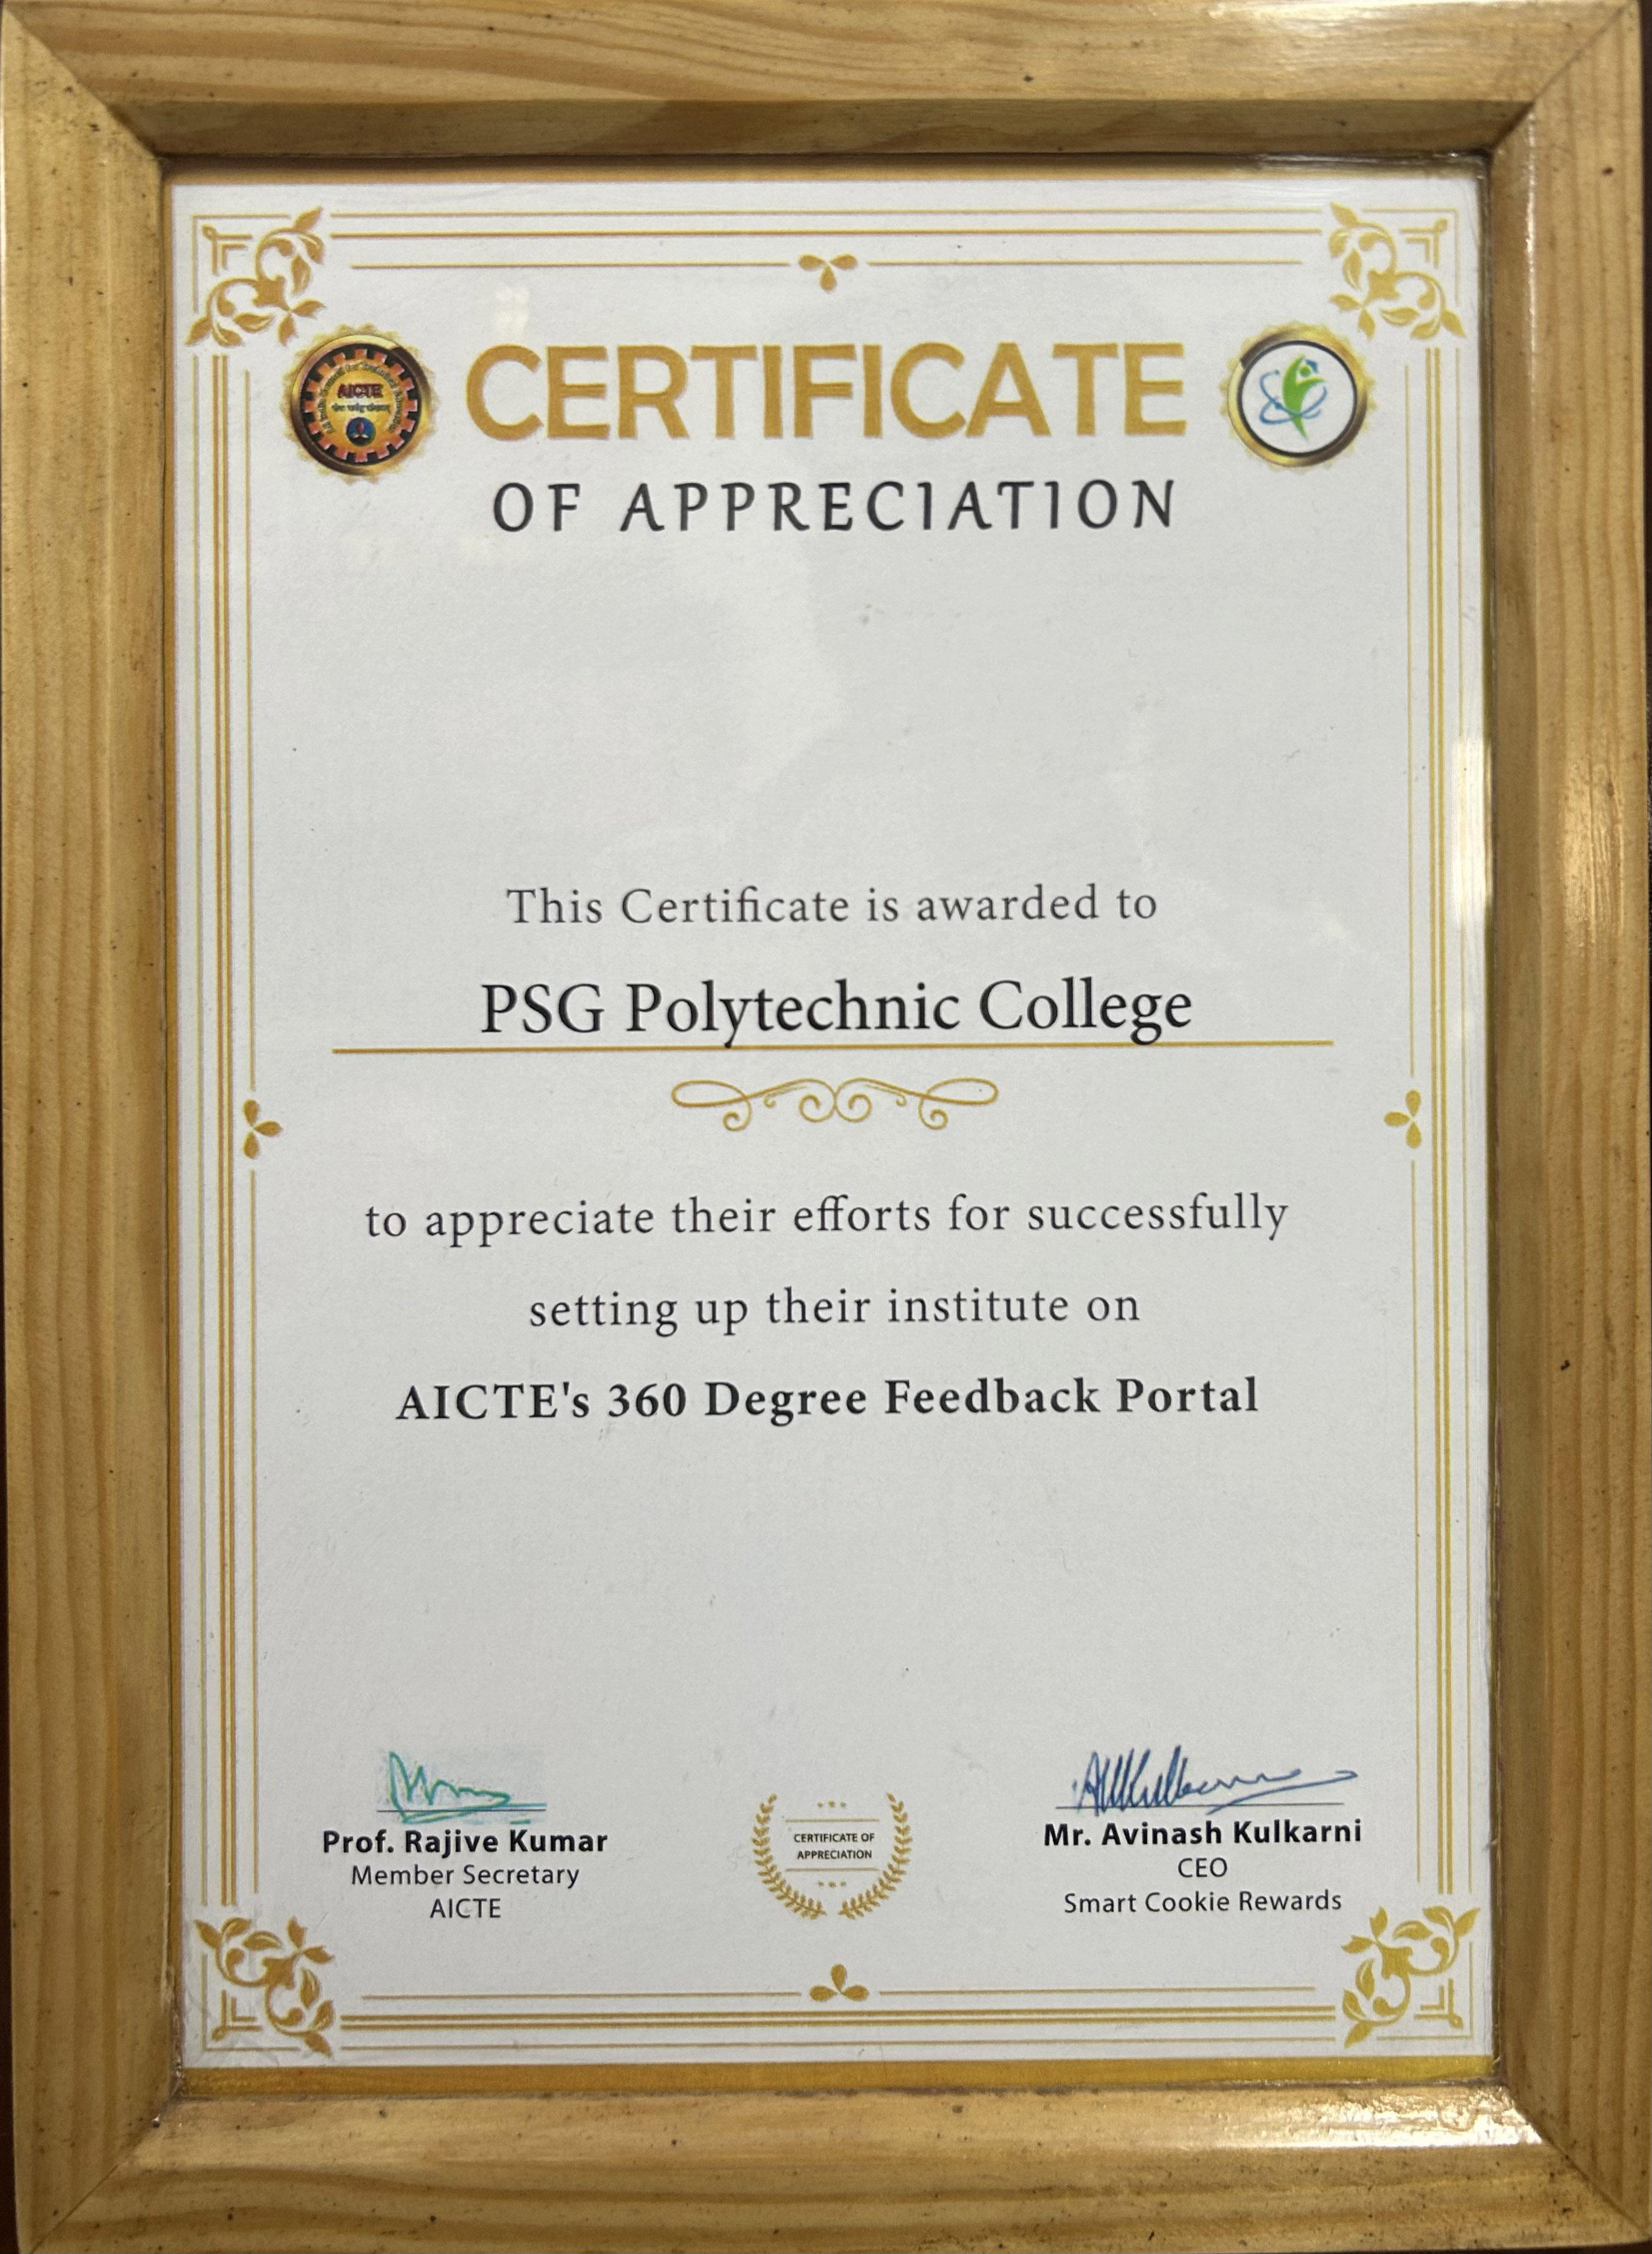 CERTIFICATE
OF APPRECIATION
AICTE
This Certificate is awarded to
PSG Polytechnic College
to appreciate their efforts for successfully
setting up their institute on
AICTE's 360 Degree Feedback Portal
Prof. Rajive Kumar
Member Secretary
AICTE
CERTIFICATE OF
APPRECIATION
Mr. Avinash Kulkarni
CEO
Smart Cookie Rewards